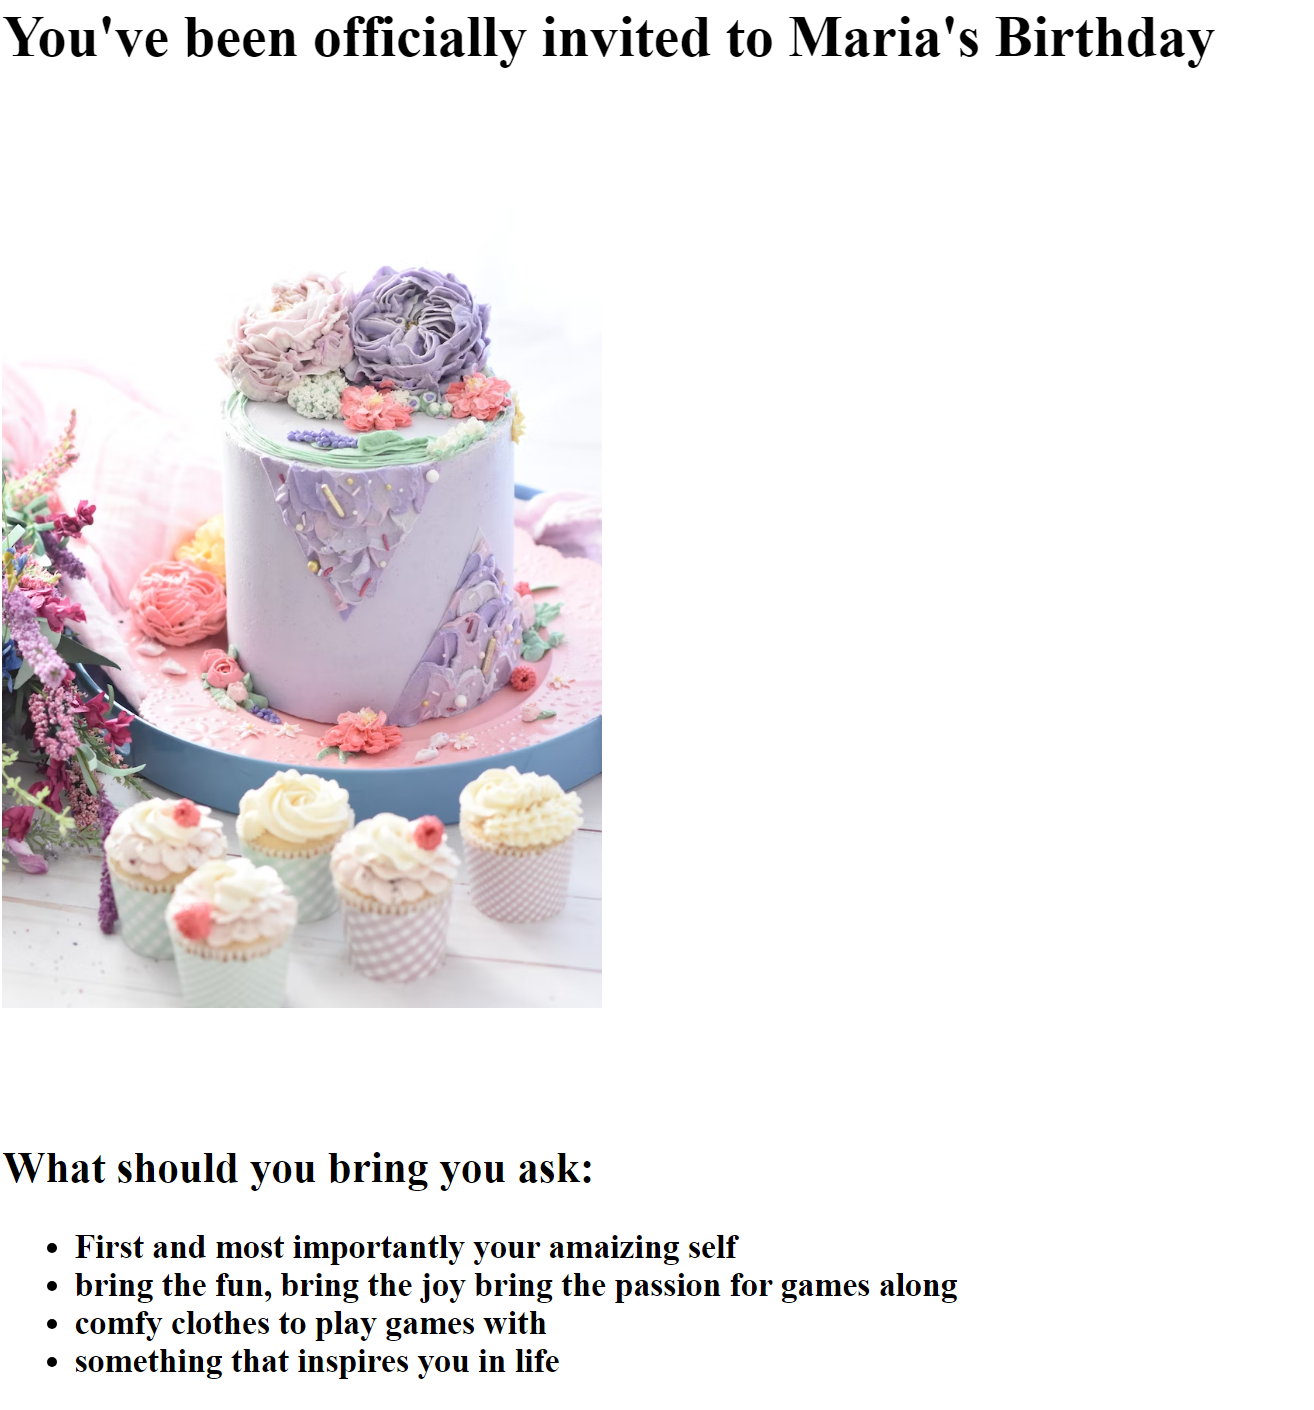 You've been officially invited to Maria's Birthday
What should you bring you ask:
• First and most importantly your amaizing self
• bring the fun, bring the joy bring the passion for games along
• comfy clothes to play games with
• something that inspires you in life